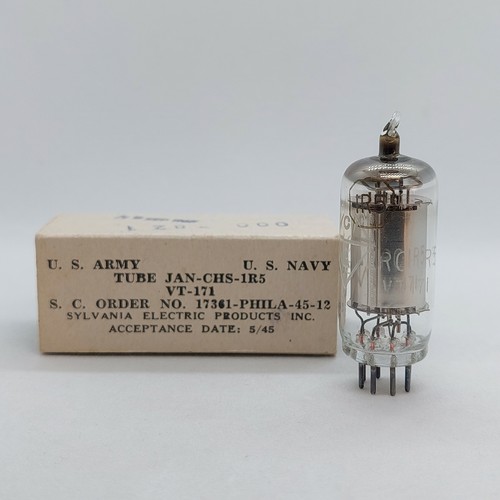 U. S. ARMY U. S. NAVY
TUBE JAN-CHS-1R5
VT-171
S. C. ORDER NO. 17361-PHILA-45-12
SYLVANIA ELECTRIC PRODUCTS INC.
ACCEPTANCE DATE: 5/45